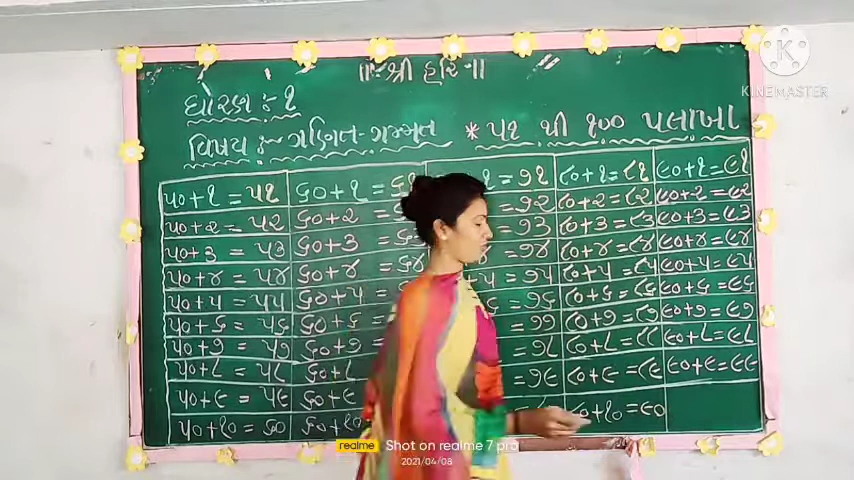 ॥ શ્રી હરિ ॥
ધોરણ :- ૧
વિષય :- ગણિત-ગમ્મત * ૫૧ થી ૧૦૦ પલાખા
૫૦+૧ = ૫૧ ૬૦+૧ = ૬૧ = ૭૧ ૮૦+૧ = ૮૧ ૯૦+૧ = ૯૧
૫૦+૨ = ૫૨ ૬૦+૨ = = ૭૨ ૮૦+૨ = ૮૨ ૯૦+૨ = ૯૨
૫૦+૩ = ૫૩ ૬૦+૩ = = ૭૩ ૮૦+૩ = ૮૩ ૯૦+૩ = ૯૩
૫૦+૪ = ૫૪ ૬૦+૪ = ૬૪ = ૭૪ ૮૦+૪ = ૮૪ ૯૦+૪ = ૯૪
૫૦+૫ = ૫૫ ૬૦+૫ = +૫ = ૭૫ ૮૦+૫ = ૮૫ ૯૦+૫ = ૯૫
૫૦+૬ = ૫૬ ૬૦+૬ = = ૭૬ ૮૦+૬ = ૮૬ ૯૦+૬ = ૯૬
૫૦+૭ = ૫૭ ૬૦+૭ = = ૭૭ ૮૦+૭ = ૮૭ ૯૦+૭ = ૯૭
૫૦+૮ = ૫૮ ૬૦+૮ = ૭૮ ૮૦+૮ = ૮૮ ૯૦+૮ = ૯૮
૫૦+૯ = ૫૯ ૬૦+૯ = ૭૯ ૮૦+૯ = ૮૯ ૯૦+૯ = ૯૯
૫૦+૧૦ = ૬૦ ૬૦+૧૦ ૮૦+૧૦ = ૯૦
KINEMASTER
realme Shot on realme 7 pro
2021/04/08